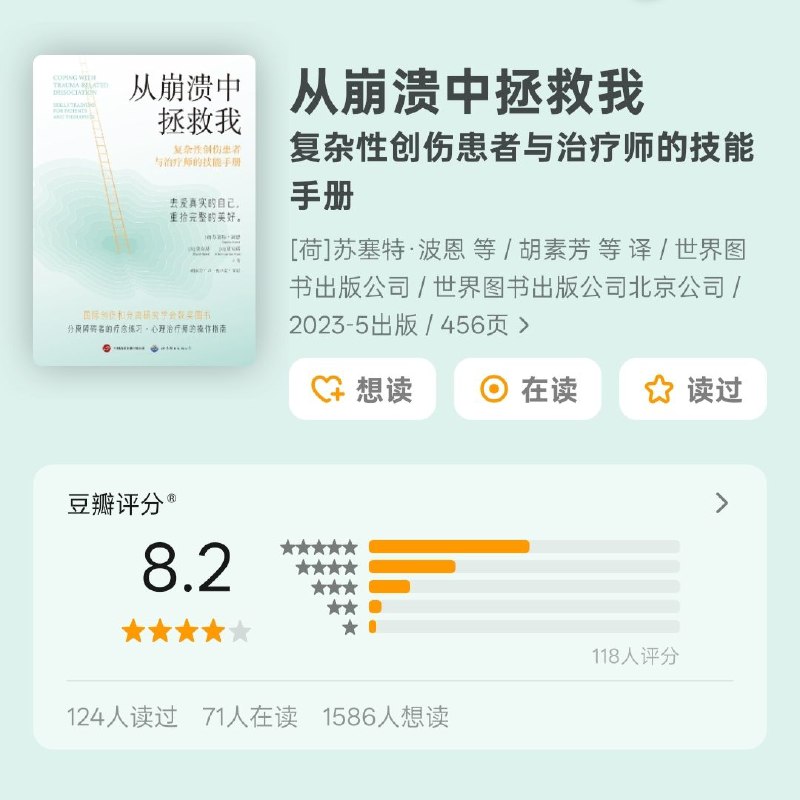 COPING WITH
TRAUMA-RELATED
DISSOCIATION
SKILLS TRAINING
FOR PATIENTS
AND THERAPISTS
从崩溃中
拯救我
复杂性创伤患者
与治疗师的技能手册
去爱真实的自己，
重拾完整的美好。
国际创伤和分离研究学会获奖图书
分离障碍者的疗愈练习·心理治疗师的操作指南
从崩溃中拯救我
复杂性创伤患者与治疗师的技能
手册
[荷]苏塞特·波恩 等 / 胡素芳 等 译 / 世界图
书出版公司 / 世界图书出版公司北京公司 /
2023-5出版 / 456页
想读
在读
读过
豆瓣评分®
8.2
118人评分
124人读过 71人在读 1586人想读